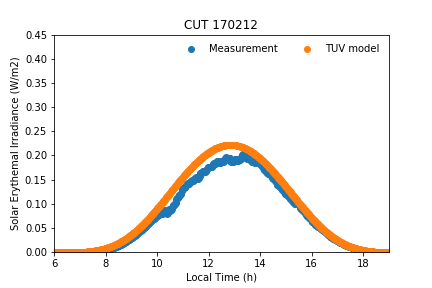 CUT 170212
Measurement
TUV model
Solar Erythemal Irradiance (W/m2)
0.45
0.40
0.35
0.30
0.25
0.20
0.15
0.10
0.05
0.00
6 8 10 12 14 16 18
Local Time (h)